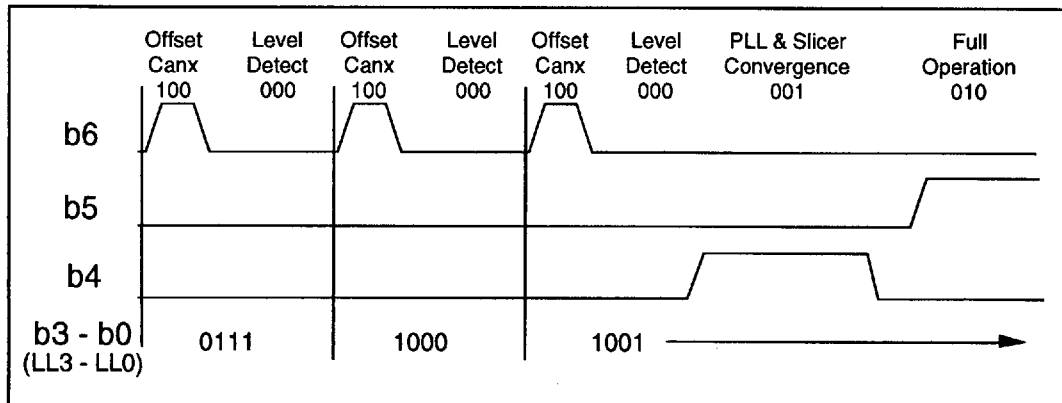 Offset Level Offset Level Offset Level PLL & Slicer Full
Canx Detect Canx Detect Canx Detect Convergence Operation
100 000 100 000 100 000 001 010
b6
b5
b4
b3 - b0 0111 1000 1001
(LL3 - LL0)